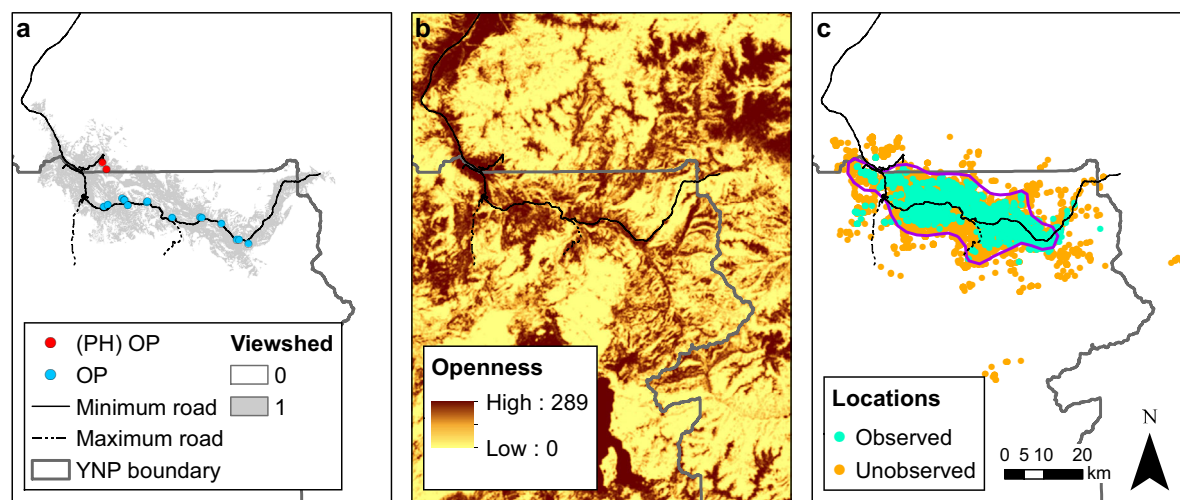 a
(PH) OP
OP
Minimum road
Maximum road
YNP boundary
Viewshed
0
1
b
Openness
High : 289
Low : 0
c
Locations
Observed
Unobserved
0 5 10 20
km
N